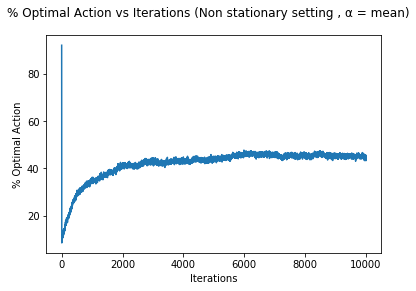 % Optimal Action vs Iterations (Non stationary setting , α = mean)
80
60
40
20
% Optimal Action
0 2000 4000 6000 8000 10000
Iterations